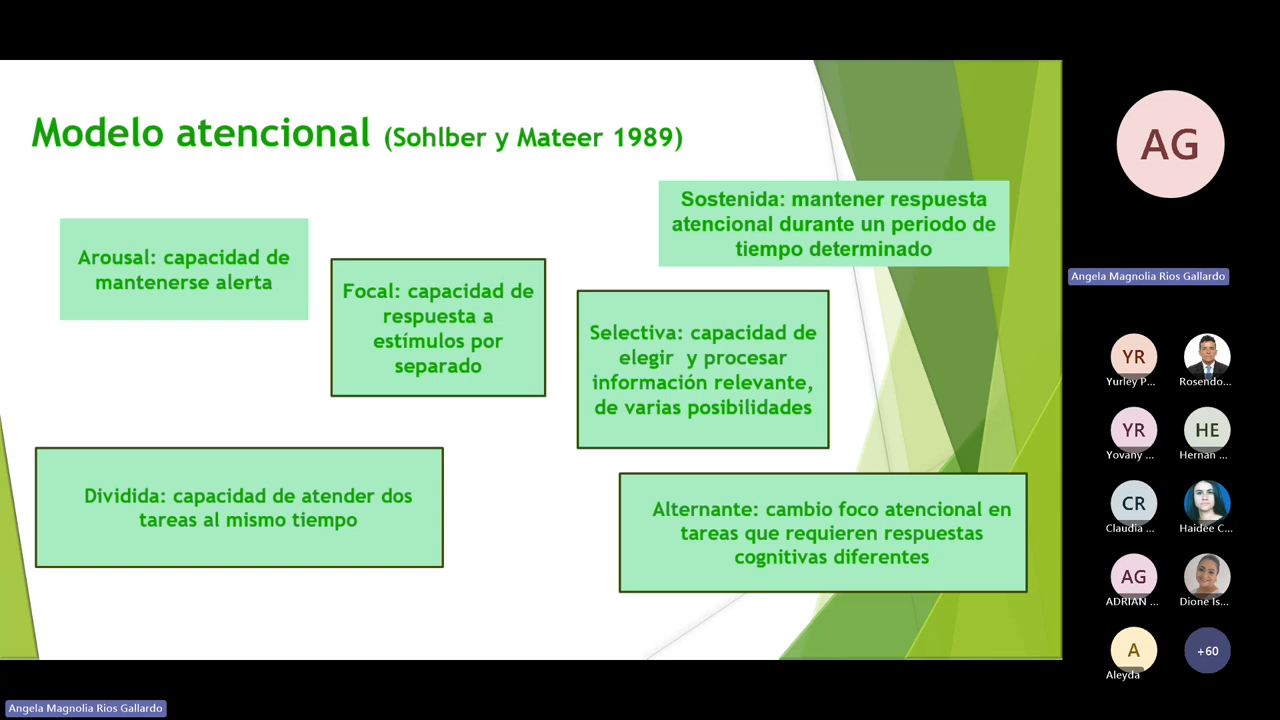 Modelo atencional (Sohlber y Mateer 1989)
Sostenida: mantener respuesta
atencional durante un periodo de
tiempo determinado
Arousal: capacidad de
mantenerse alerta
Focal: capacidad de
respuesta a
estímulos por
separado
Selectiva: capacidad de
elegir y procesar
información relevante,
de varias posibilidades
Dividida: capacidad de atender dos
tareas al mismo tiempo
Alternante: cambio foco atencional en
tareas que requieren respuestas
cognitivas diferentes
AG
Angela Magnolia Rios Gallardo
YR
Yurley P...
Rosendo...
YR
Yovany ...
HE
Hernan ...
CR
Claudia ...
Haidee C...
AG
ADRIAN ...
Dione Is...
A
Aleyda
+60
Angela Magnolia Rios Gallardo